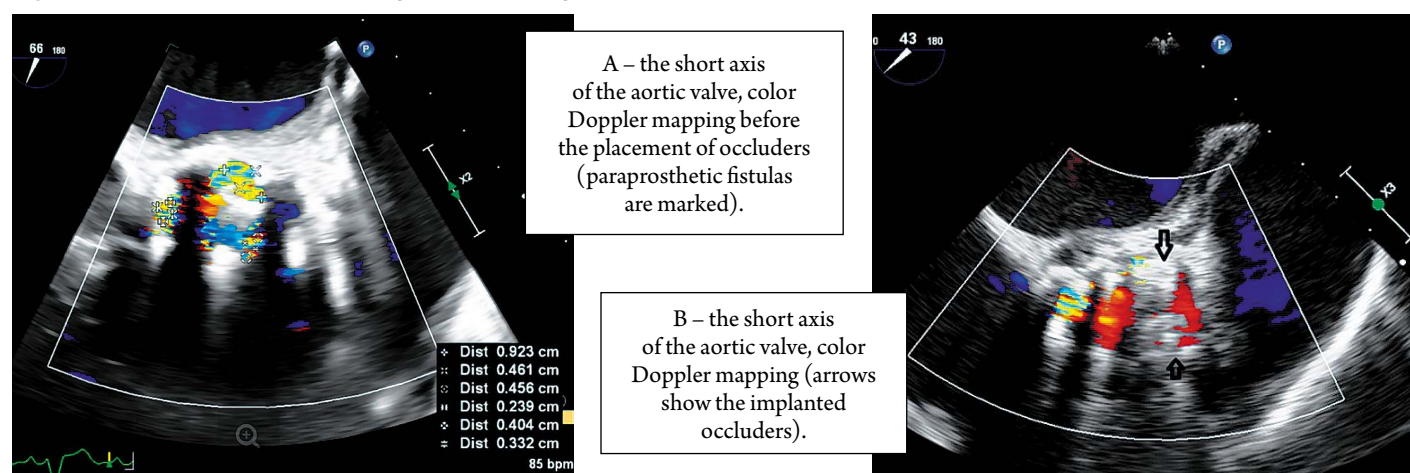 66 180
P
X2
Dist 0.923 cm
Dist 0.461 cm
Dist 0.456 cm
Dist 0.239 cm
Dist 0.404 cm
Dist 0.332 cm
85 bpm
A – the short axis
of the aortic valve, color
Doppler mapping before
the placement of occluders
(paraprosthetic fistulas
are marked).
B – the short axis
of the aortic valve, color
Doppler mapping (arrows
show the implanted
occluders).
0 43 180
P
X3